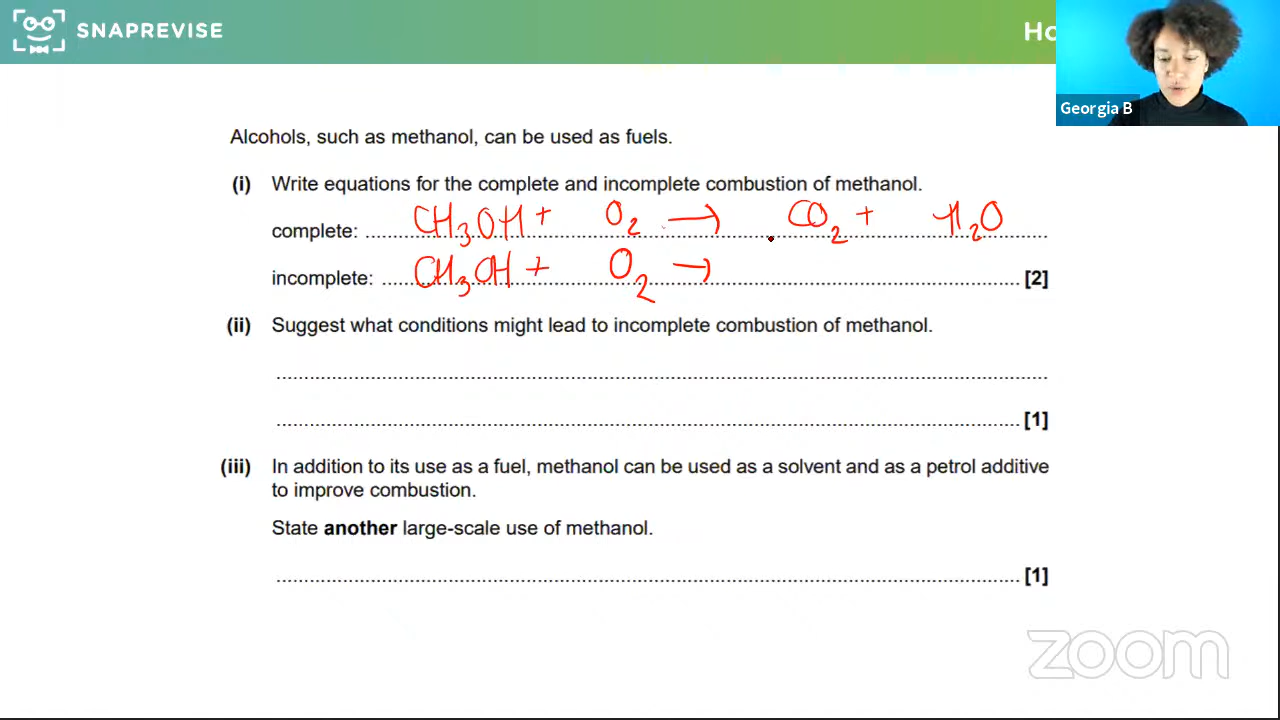 SNAPREVISE
Ho
Georgia B
Alcohols, such as methanol, can be used as fuels.
(i) Write equations for the complete and incomplete combustion of methanol.
complete: CH₃OH + O₂ → CO₂ + H₂O
incomplete: CH₃OH + O₂ → [2]
(ii) Suggest what conditions might lead to incomplete combustion of methanol.
[1]
(iii) In addition to its use as a fuel, methanol can be used as a solvent and as a petrol additive
to improve combustion.
State another large-scale use of methanol.
[1]
zoom